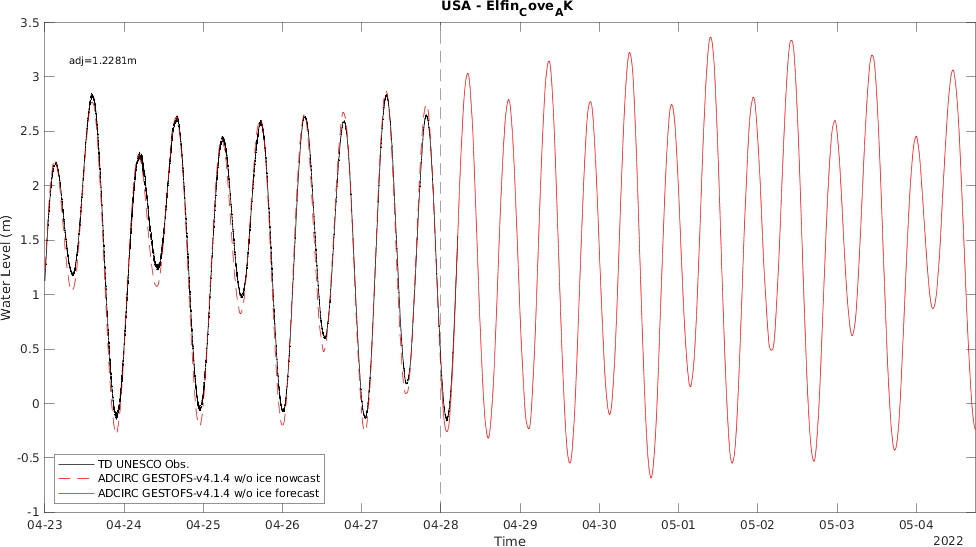 USA - ElfinCoveAK
adj=1.2281m
3.5
3
2.5
2
1.5
1
0.5
0
-0.5
-1
Water Level (m)
TD UNESCO Obs.
ADCIRC GESTOFS-v4.1.4 w/o ice nowcast
ADCIRC GESTOFS-v4.1.4 w/o ice forecast
04-23 04-24 04-25 04-26 04-27 04-28 04-29 04-30 05-01 05-02 05-03 05-04
Time
2022